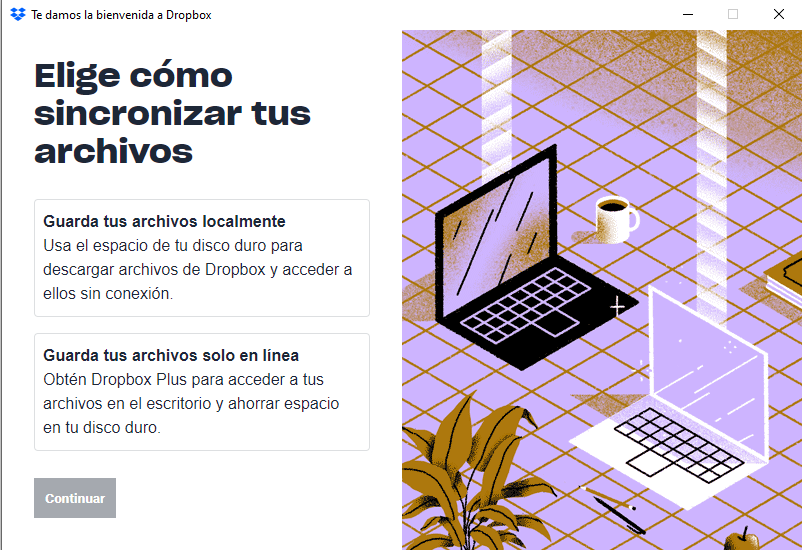 Te damos la bienvenida a Dropbox
Elige cómo
sincronizar tus
archivos
Guarda tus archivos localmente
Usa el espacio de tu disco duro para
descargar archivos de Dropbox y acceder a
ellos sin conexión.
Guarda tus archivos solo en línea
Obtén Dropbox Plus para acceder a tus
archivos en el escritorio y ahorrar espacio
en tu disco duro.
Continuar